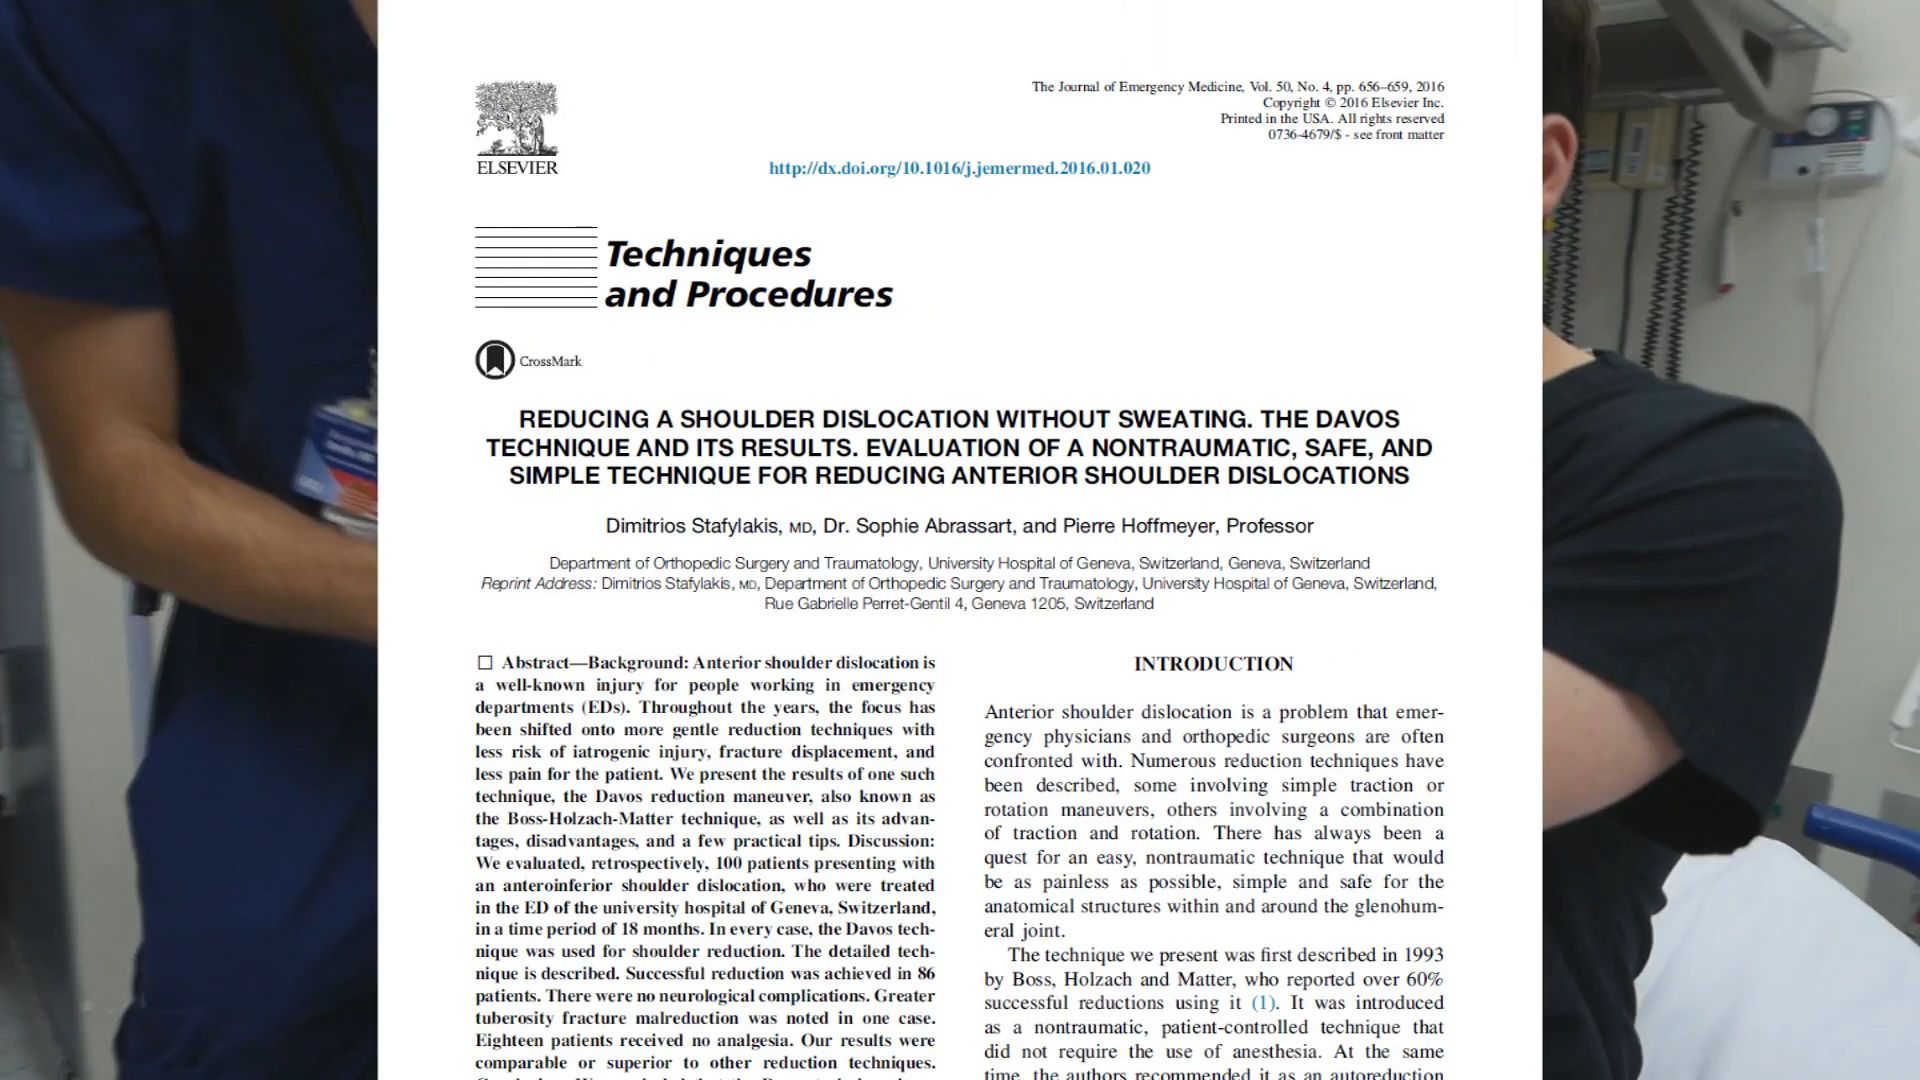 ELSEVIER
The Journal of Emergency Medicine, Vol. 50, No. 4, pp. 656–659, 2016
Copyright © 2016 Elsevier Inc.
Printed in the USA. All rights reserved
0736-4679/$ - see front matter
http://dx.doi.org/10.1016/j.jemermed.2016.01.020
Techniques
and Procedures
CrossMark
REDUCING A SHOULDER DISLOCATION WITHOUT SWEATING. THE DAVOS
TECHNIQUE AND ITS RESULTS. EVALUATION OF A NONTRAUMATIC, SAFE, AND
SIMPLE TECHNIQUE FOR REDUCING ANTERIOR SHOULDER DISLOCATIONS
Dimitrios Stafylakis, MD, Dr. Sophie Abrassart, and Pierre Hoffmeyer, Professor
Department of Orthopedic Surgery and Traumatology, University Hospital of Geneva, Switzerland, Geneva, Switzerland
Reprint Address: Dimitrios Stafylakis, MD, Department of Orthopedic Surgery and Traumatology, University Hospital of Geneva, Switzerland,
Rue Gabrielle Perret-Gentil 4, Geneva 1205, Switzerland
☐ Abstract—Background: Anterior shoulder dislocation is
a well-known injury for people working in emergency
departments (EDs). Throughout the years, the focus has
been shifted onto more gentle reduction techniques with
less risk of iatrogenic injury, fracture displacement, and
less pain for the patient. We present the results of one such
technique, the Davos reduction maneuver, also known as
the Boss-Holzach-Matter technique, as well as its advan-
tages, disadvantages, and a few practical tips. Discussion:
We evaluated, retrospectively, 100 patients presenting with
an anteroinferior shoulder dislocation, who were treated
in the ED of the university hospital of Geneva, Switzerland,
in a time period of 18 months. In every case, the Davos tech-
nique was used for shoulder reduction. The detailed tech-
nique is described. Successful reduction was achieved in 86
patients. There were no neurological complications. Greater
tuberosity fracture malreduction was noted in one case.
Eighteen patients received no analgesia. Our results were
comparable or superior to other reduction techniques.
INTRODUCTION
Anterior shoulder dislocation is a problem that emer-
gency physicians and orthopedic surgeons are often
confronted with. Numerous reduction techniques have
been described, some involving simple traction or
rotation maneuvers, others involving a combination
of traction and rotation. There has always been a
quest for an easy, nontraumatic technique that would
be as painless as possible, simple and safe for the
anatomical structures within and around the glenohum-
eral joint.
The technique we present was first described in 1993
by Boss, Holzach and Matter, who reported over 60%
successful reductions using it (1). It was introduced
as a nontraumatic, patient-controlled technique that
did not require the use of anesthesia. At the same
time, the authors recommended it as an autoreduction